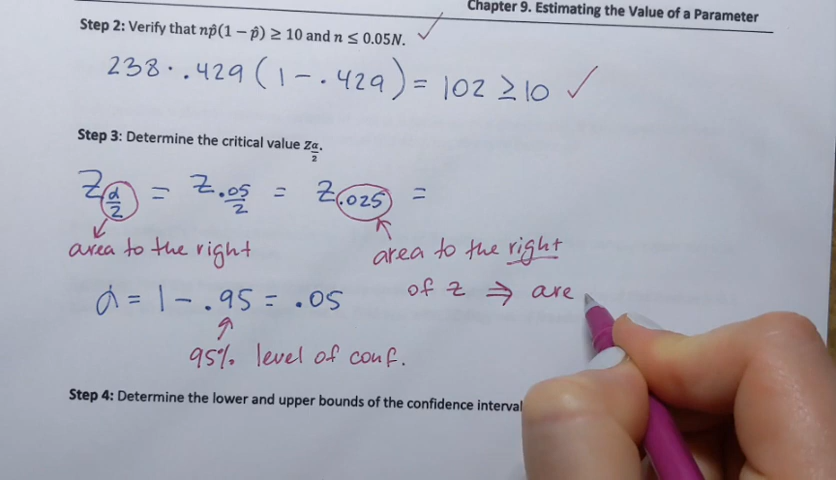 Chapter 9. Estimating the Value of a Parameter
Step 2: Verify that np̂(1 − p̂) ≥ 10 and n ≤ 0.05N. ✓
238 · .429 (1 - .429) = 102 ≥ 10 ✓
Step 3: Determine the critical value z_(α/2).
Z_(α/2) = Z_(.05/2) = Z_(.025) =
area to the right
area to the right
of z ⇒ are
α = 1 - .95 = .05
95% level of conf.
Step 4: Determine the lower and upper bounds of the confidence interval